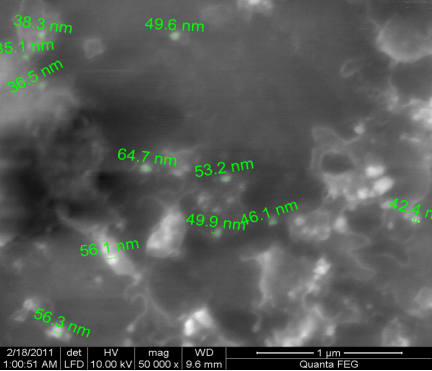 38.3 nm
49.6 nm
35.1 nm
36.5 nm
64.7 nm
53.2 nm
49.9 nm
46.1 nm
42.4
56.1 nm
56.3 nm
2/18/2011 det HV mag WD 1 µm
1:00:51 AM LFD 10.00 kV 50 000 x 9.6 mm Quanta FEG